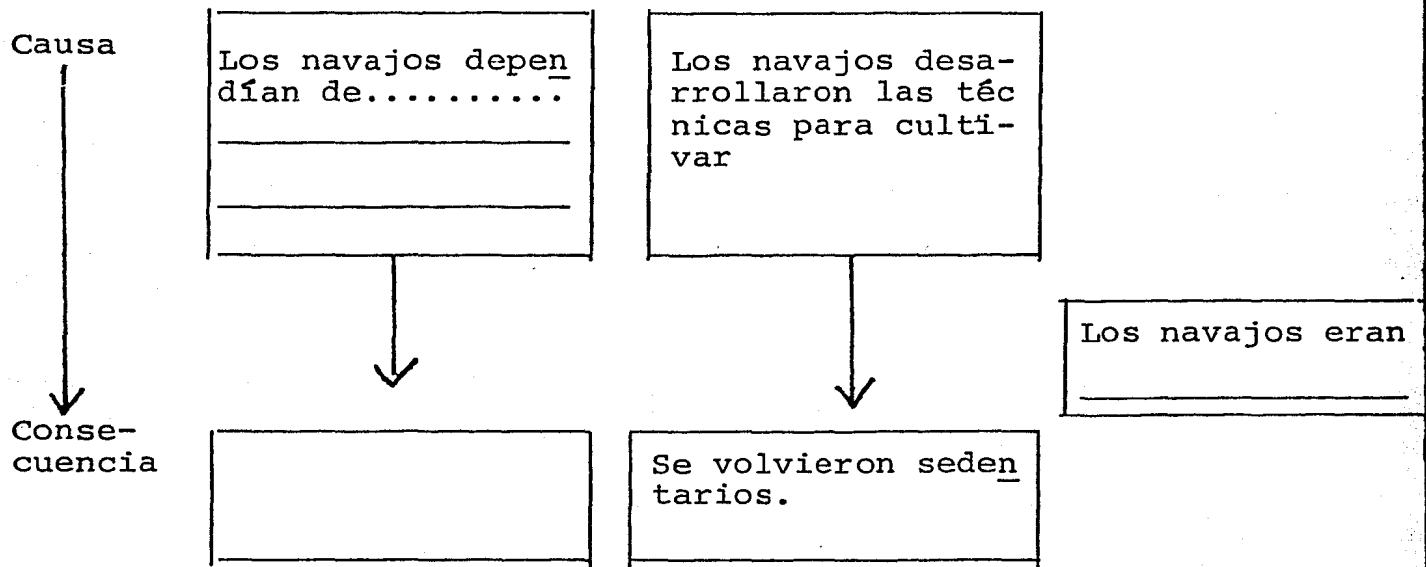 Causa
Los navajos depen
dían de..........
Los navajos desa-
rrollaron las téc
nicas para culti-
var
Los navajos eran
Conse-
cuencia
Se volvieron seden
tarios.